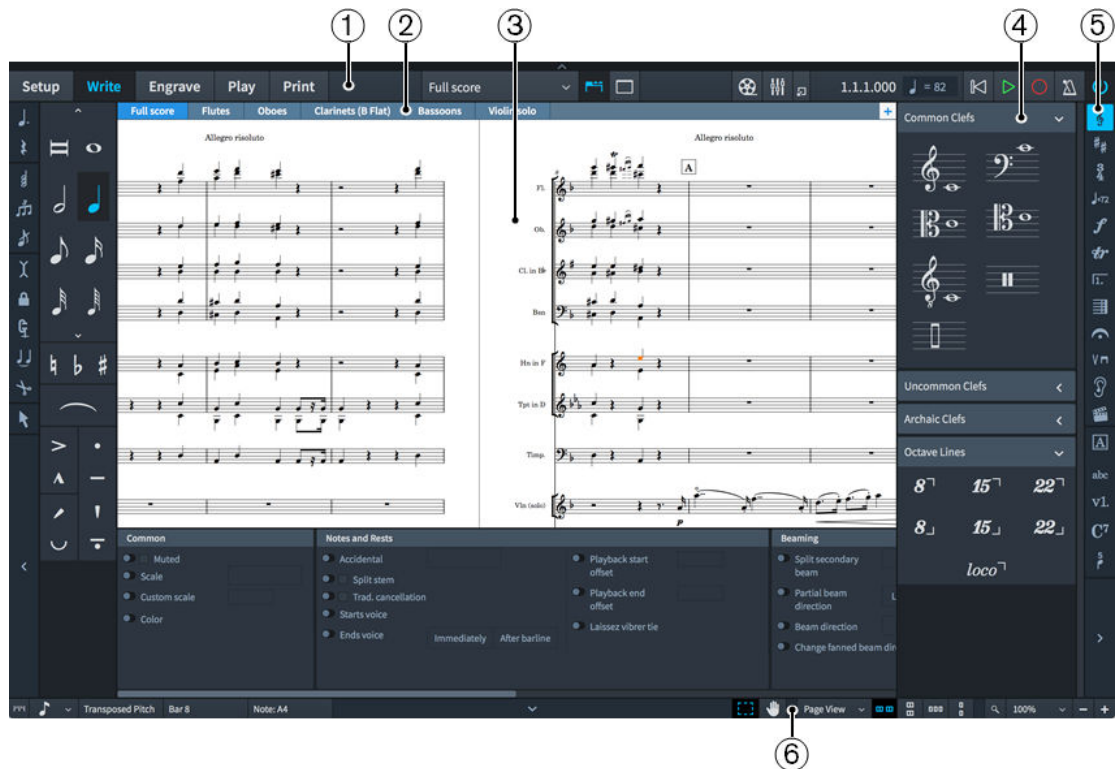 1 2 3 4 5
Setup Write Engrave Play Print Full score 1.1.1.000 = 82
Full score Flutes Oboes Clarinets (B Flat) Bassoons Violin solo +
Common Clefs
Allegro risoluto Allegro risoluto
A
Fl.
Ob.
Cl. in B♭
Bsn
Hn in F
Tpt in D
Timp.
Vln (solo)
p
Uncommon Clefs
Archaic Clefs
Octave Lines
8 15 22
8 15 22
loco
=72
f
tr
1.
A
abc
v1.
C7
Common
Muted
Scale
Custom scale
Color
Notes and Rests
Accidental
Split stem
Trad. cancellation
Starts voice
Ends voice Immediately After barline
Playback start
offset
Playback end
offset
Laissez vibrer tie
Beaming
Split secondary
beam
Partial beam
direction L
Beam direction
Change fanned beam dir
Transposed Pitch Bar 8 Note: A4 Page View 100% − +
6